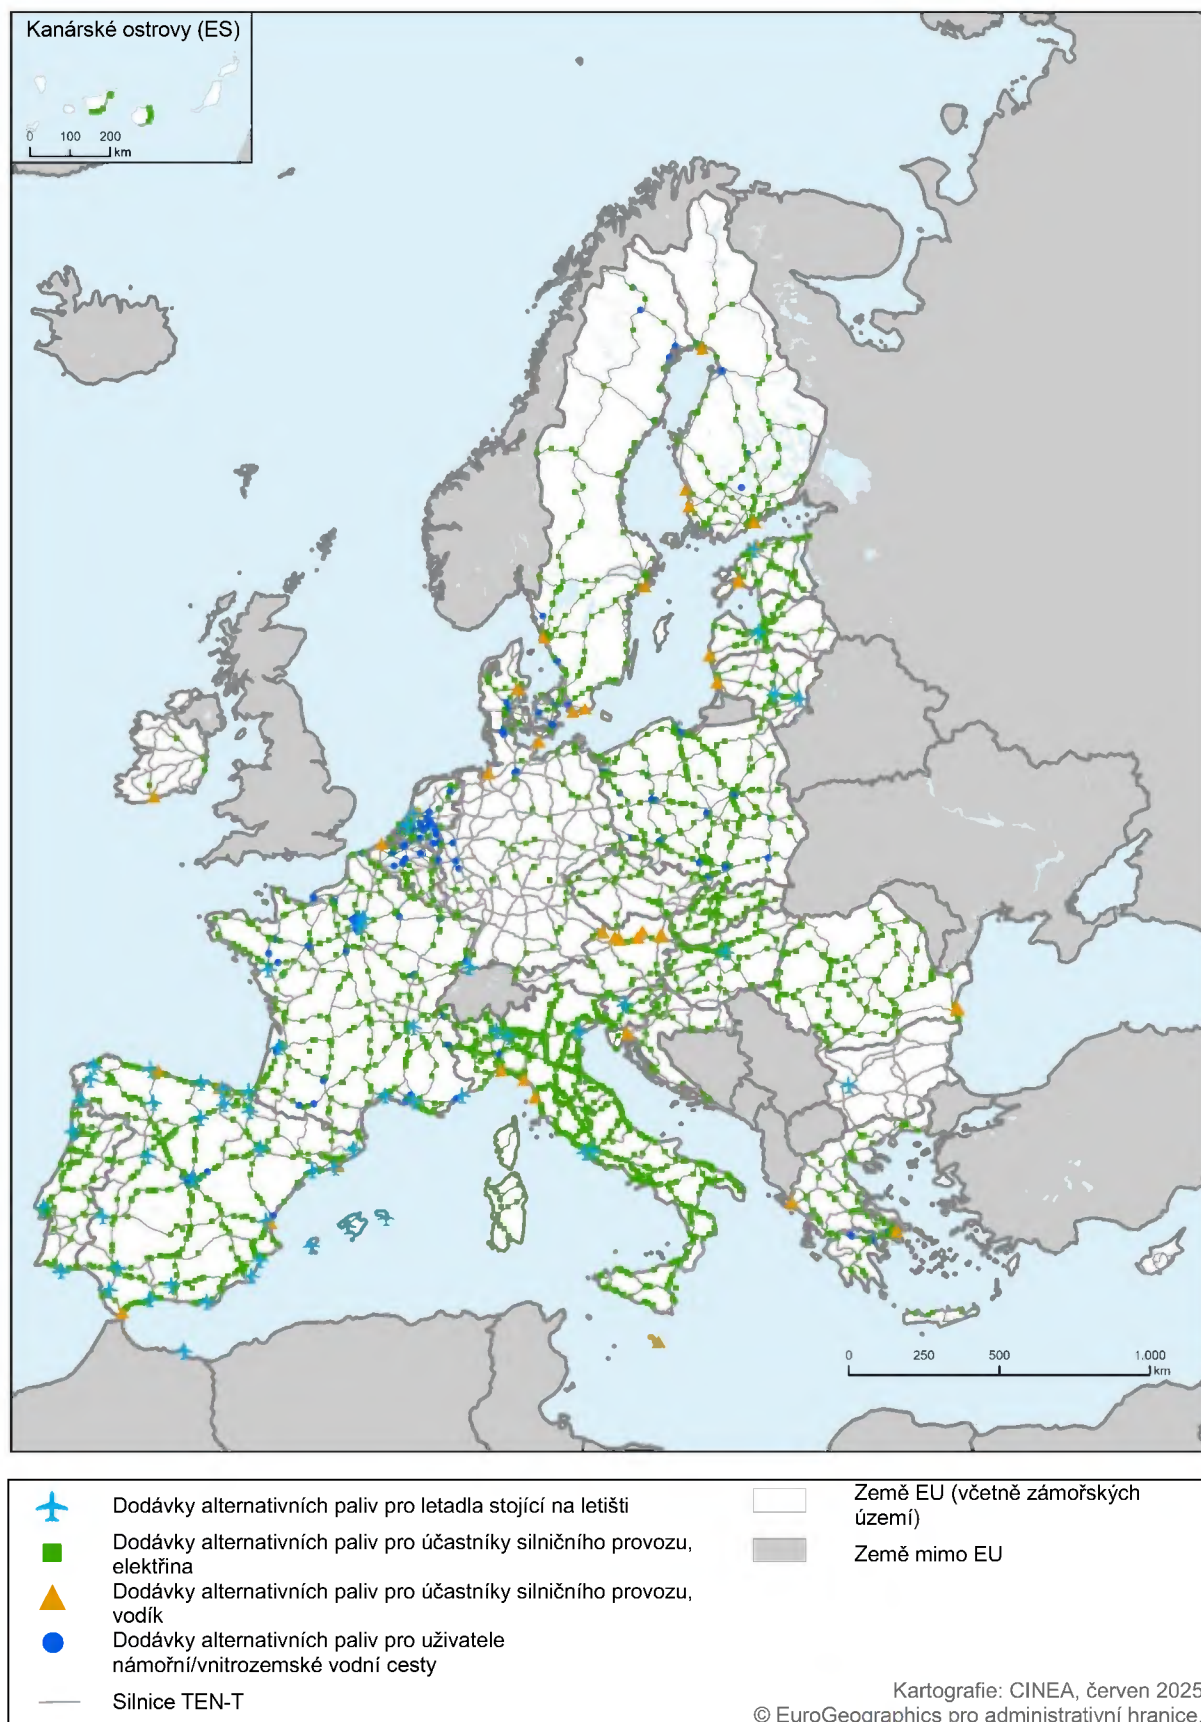 Kanárské ostrovy (ES)
0 100 200
km
0 250 500 1.000
km
Dodávky alternativních paliv pro letadla stojící na letišti
Dodávky alternativních paliv pro účastníky silničního provozu,
elektřina
Dodávky alternativních paliv pro účastníky silničního provozu,
vodík
Dodávky alternativních paliv pro uživatele
námořní/vnitrozemské vodní cesty
Silnice TEN-T
Země EU (včetně zámořských
území)
Země mimo EU
Kartografie: CINEA, červen 2025
© EuroGeographics pro administrativní hranice.